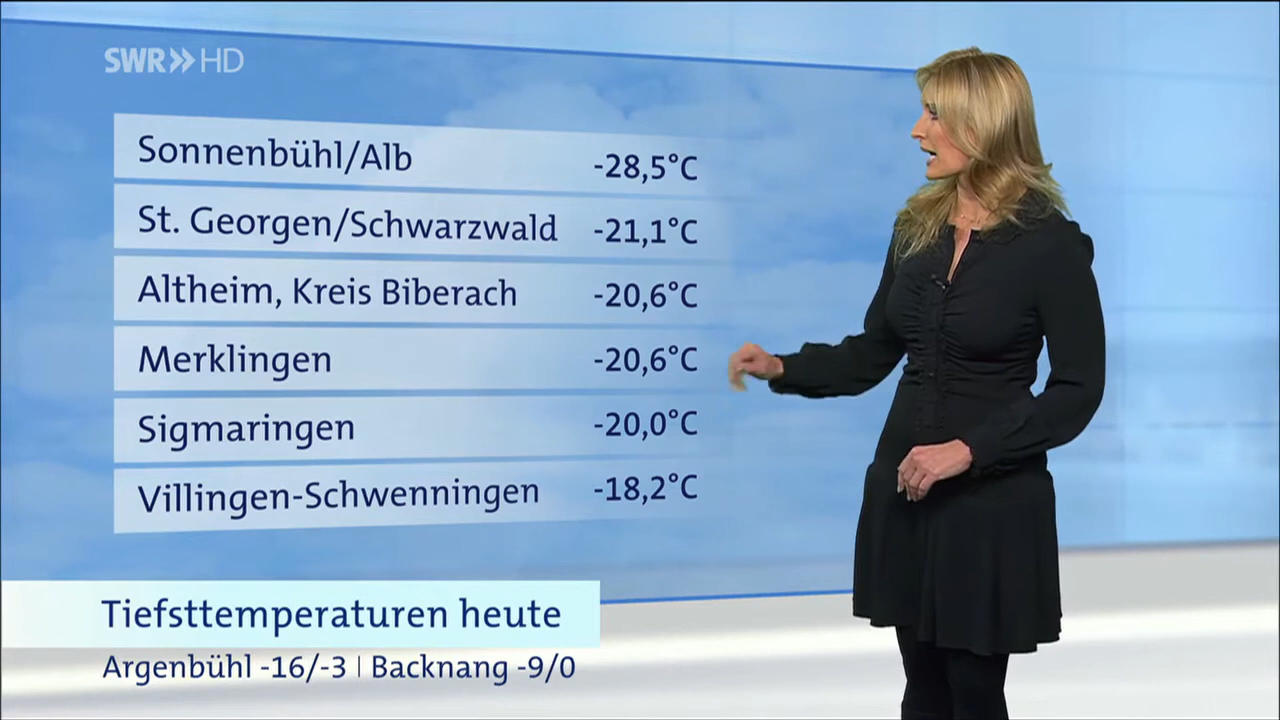 SWR» HD
Sonnenbühl/Alb -28,5°C
St. Georgen/Schwarzwald -21,1°C
Altheim, Kreis Biberach -20,6°C
Merklingen -20,6°C
Sigmaringen -20,0°C
Villingen-Schwenningen -18,2°C
Tiefsttemperaturen heute
Argenbühl -16/-3 | Backnang -9/0